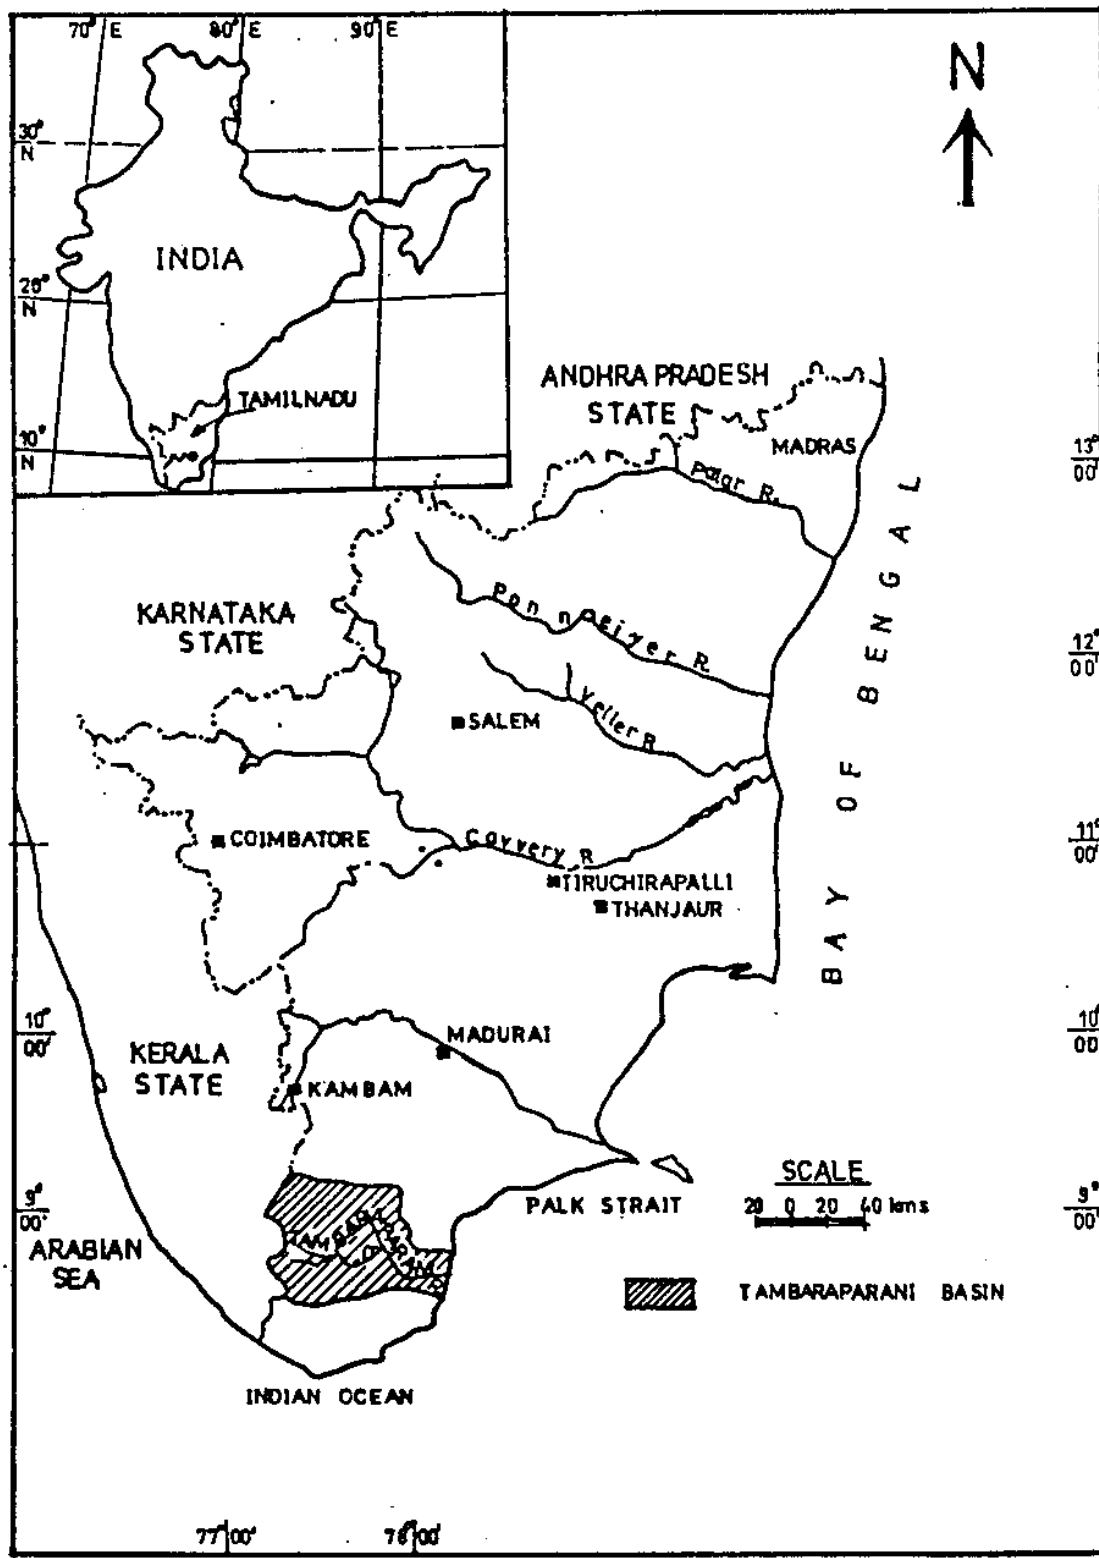 70° E
80° E
90° E
30°
N
INDIA
20°
N
TAMILNADU
10°
N
N
ANDHRA PRADESH
STATE
MADRAS
13°
00'
Palar R.
BAY OF BENGAL
KARNATAKA
STATE
Ponnaiyer R.
12°
00'
Veller R
SALEM
COIMBATORE
Cauvery R
11°
00'
TIRUCHIRAPALLI
THANJAUR
10°
00'
MADURAI
10°
00'
KERALA
STATE
KAMBAM
9°
00'
PALK STRAIT
SCALE
20 0 20 40 kms
9°
00'
TAMBARAPARANI R
ARABIAN
SEA
TAMBARAPARANI BASIN
INDIAN OCEAN
77°00'
78°00'